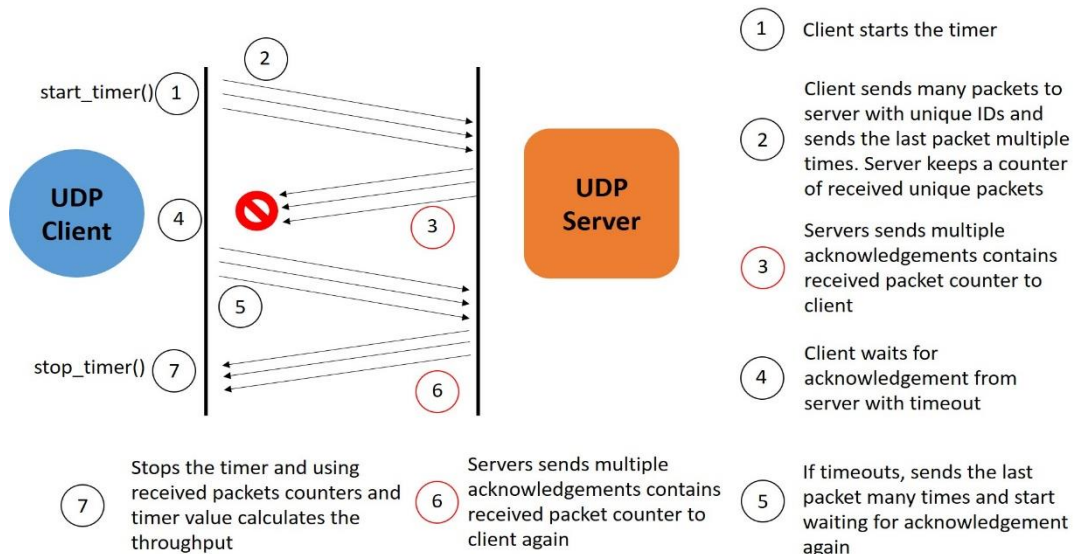 1
Client starts the timer
2
start_timer()
1
Client sends many packets to
server with unique IDs and
2
sends the last packet multiple
times. Server keeps a counter
of received unique packets
UDP
Client
4
3
UDP
Server
Servers sends multiple
3
acknowledgements contains
received packet counter to
client
5
stop_timer()
7
6
Client waits for
4
acknowledgement from
server with timeout
Stops the timer and using
7
received packets counters and
timer value calculates the
throughput
Servers sends multiple
6
acknowledgements contains
received packet counter to
client again
If timeouts, sends the last
5
packet many times and start
waiting for acknowledgement
again